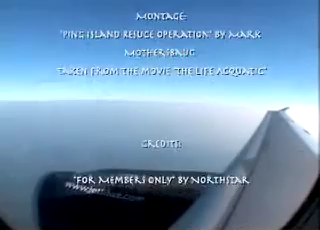 MONTAGE:
"PING ISLAND RESUCE OPERATION" BY MARK
MOTHERSBAUG
TAKEN FROM THE MOVIE "THE LIFE ACQUATIC"
CREDITS:
"FOR MEMBERS ONLY" BY NORTHSTAR